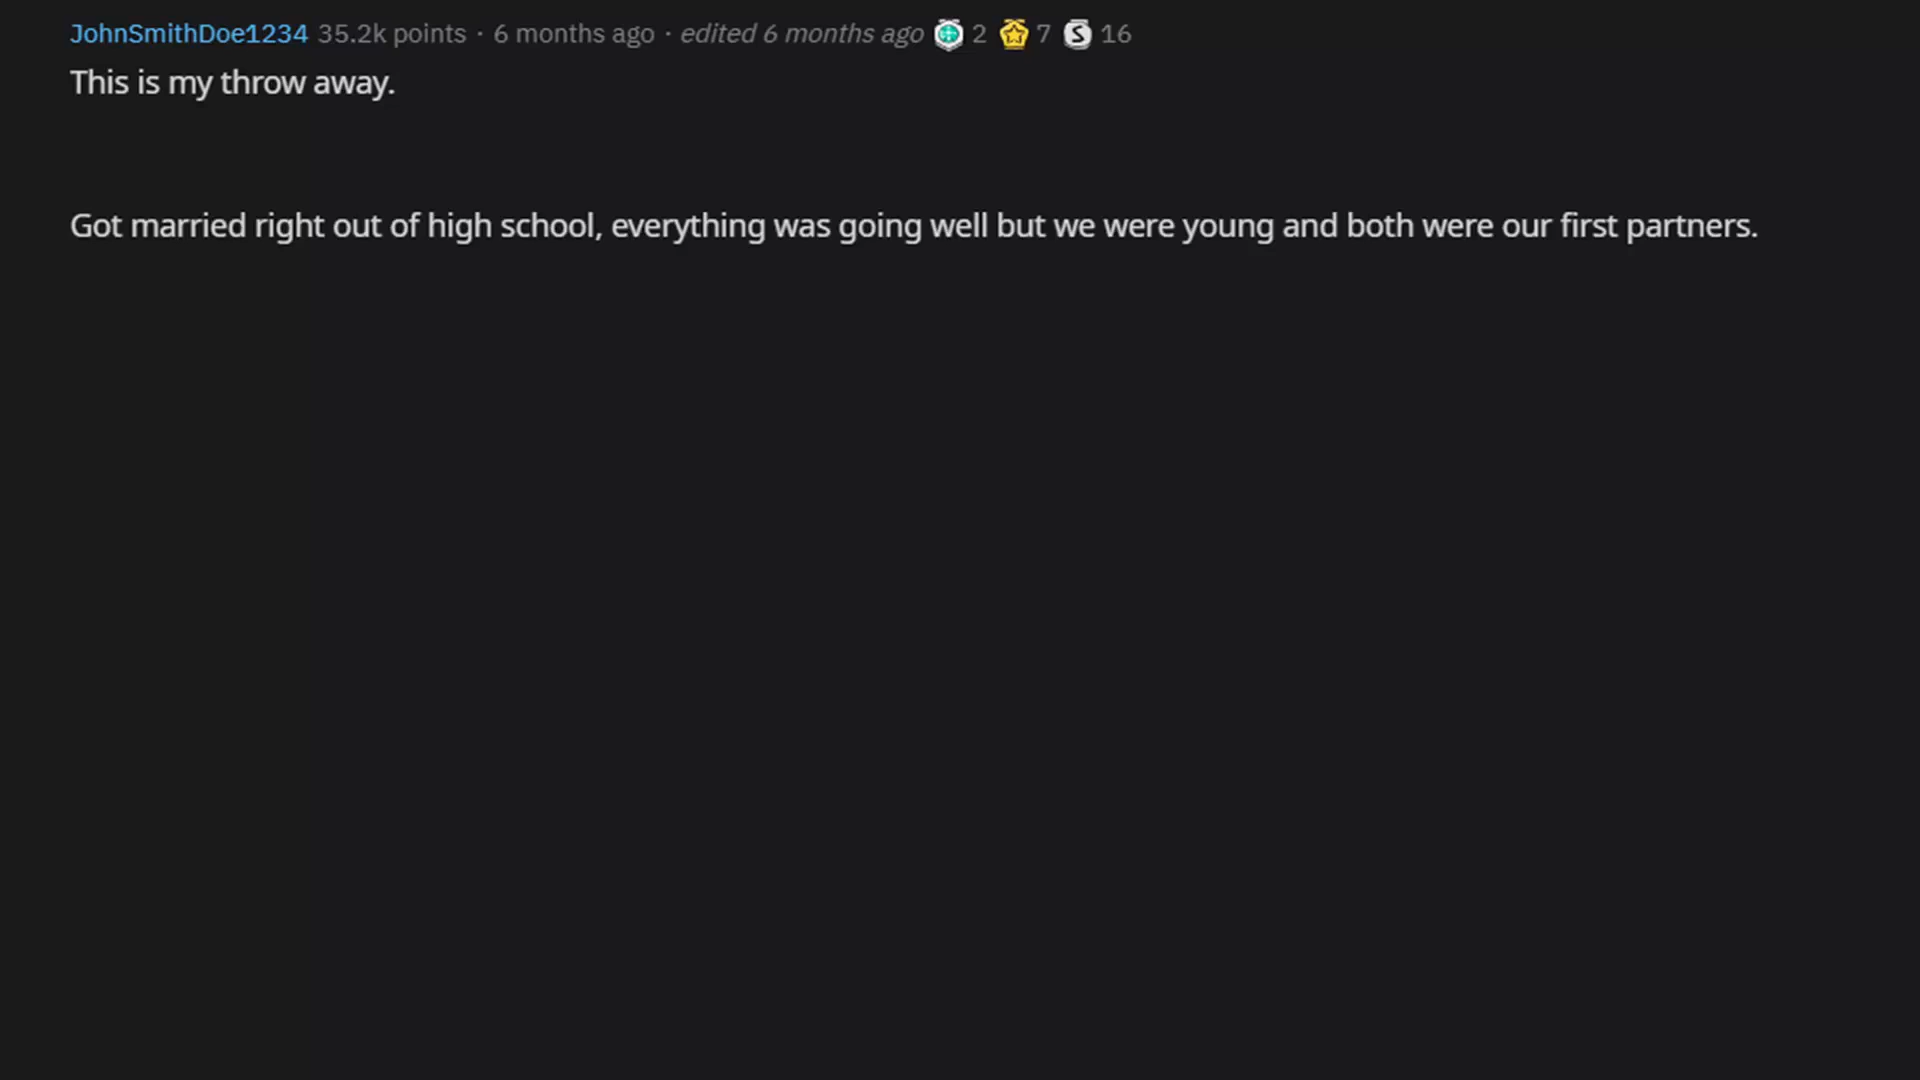 JohnSmithDoe1234 35.2k points · 6 months ago · edited 6 months ago 2 7 S 16
This is my throw away.
Got married right out of high school, everything was going well but we were young and both were our first partners.